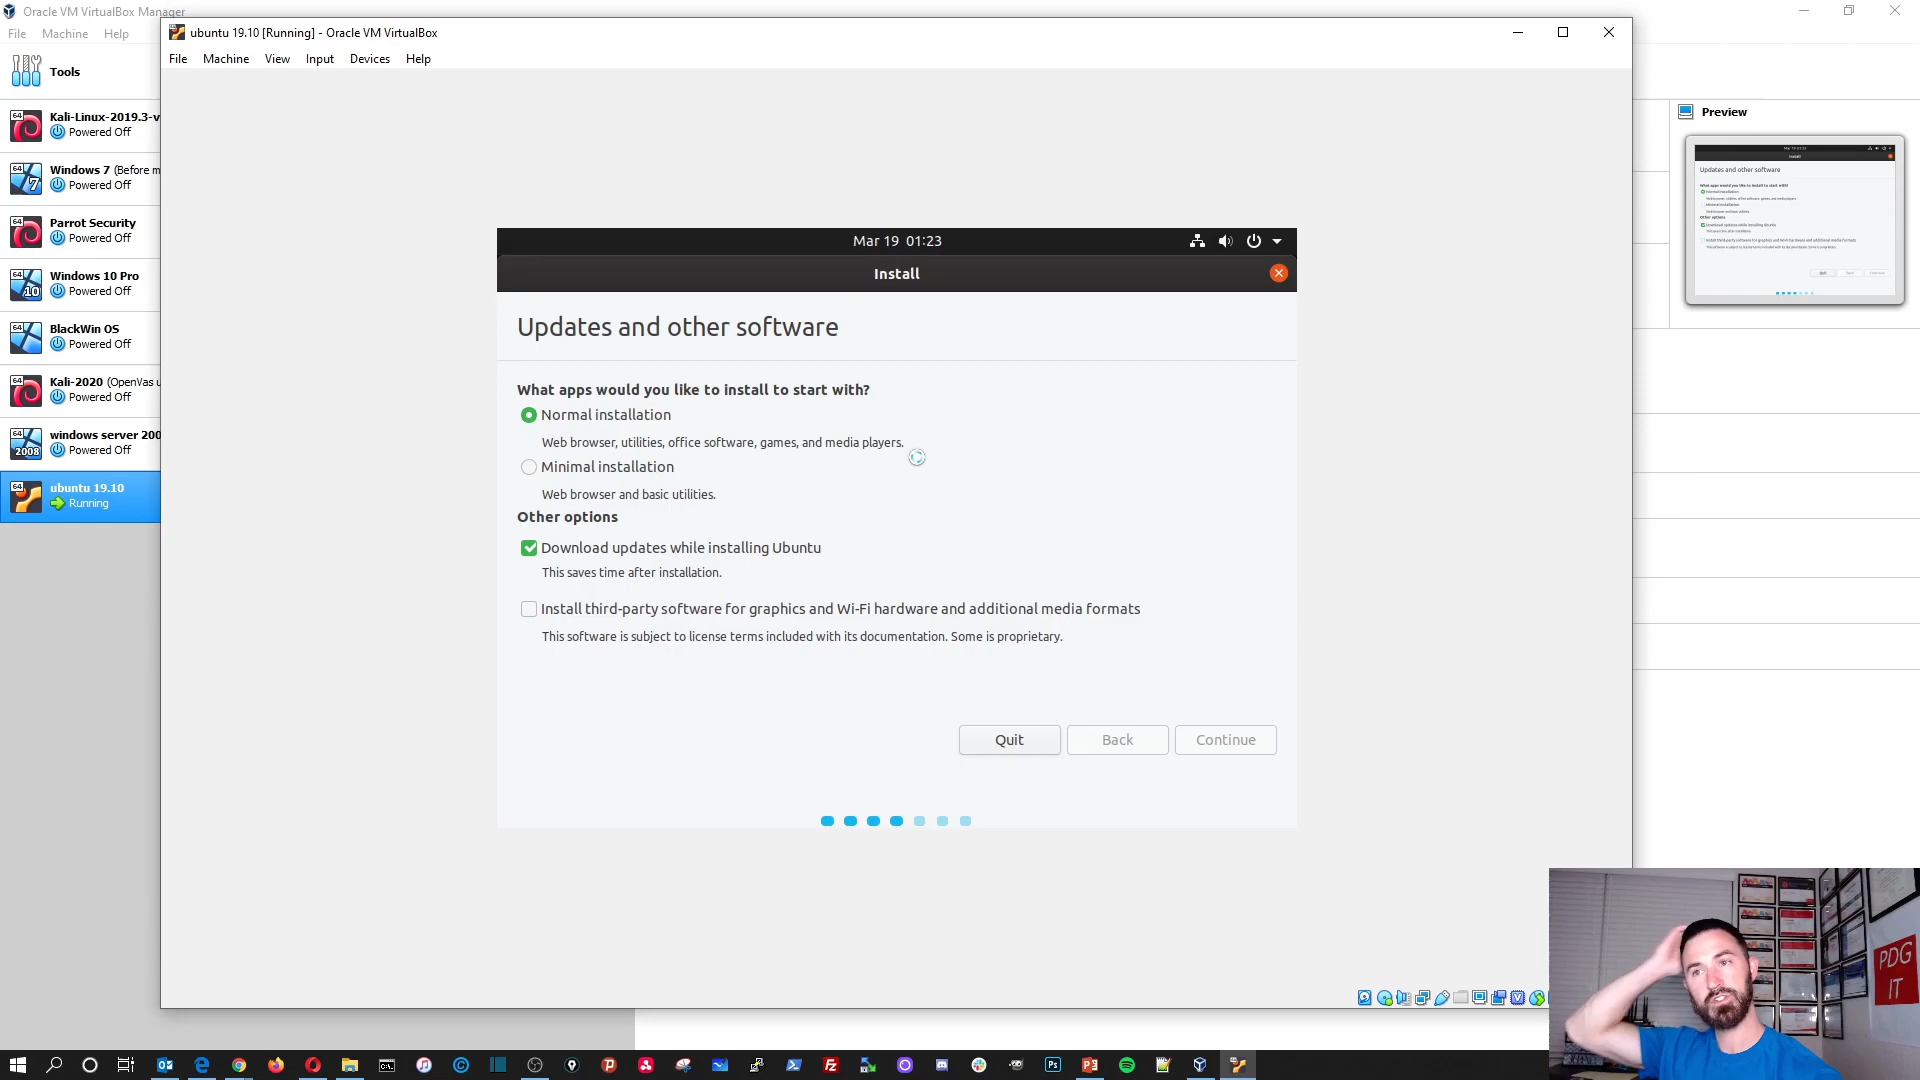 Oracle VM VirtualBox Manager
File Machine Help
Tools
Kali-Linux-2019.3-v
Powered Off
Windows 7 (Before m
Powered Off
Parrot Security
Powered Off
Windows 10 Pro
Powered Off
BlackWin OS
Powered Off
Kali-2020 (OpenVas u
Powered Off
windows server 200
Powered Off
ubuntu 19.10
Running
ubuntu 19.10 [Running] - Oracle VM VirtualBox
File Machine View Input Devices Help
Mar 19 01:23
Install
Updates and other software
What apps would you like to install to start with?
Normal installation
Web browser, utilities, office software, games, and media players.
Minimal installation
Web browser and basic utilities.
Other options
Download updates while installing Ubuntu
This saves time after installation.
Install third-party software for graphics and Wi-Fi hardware and additional media formats
This software is subject to license terms included with its documentation. Some is proprietary.
Quit Back Continue
Preview
Updates and other software
PDG
IT